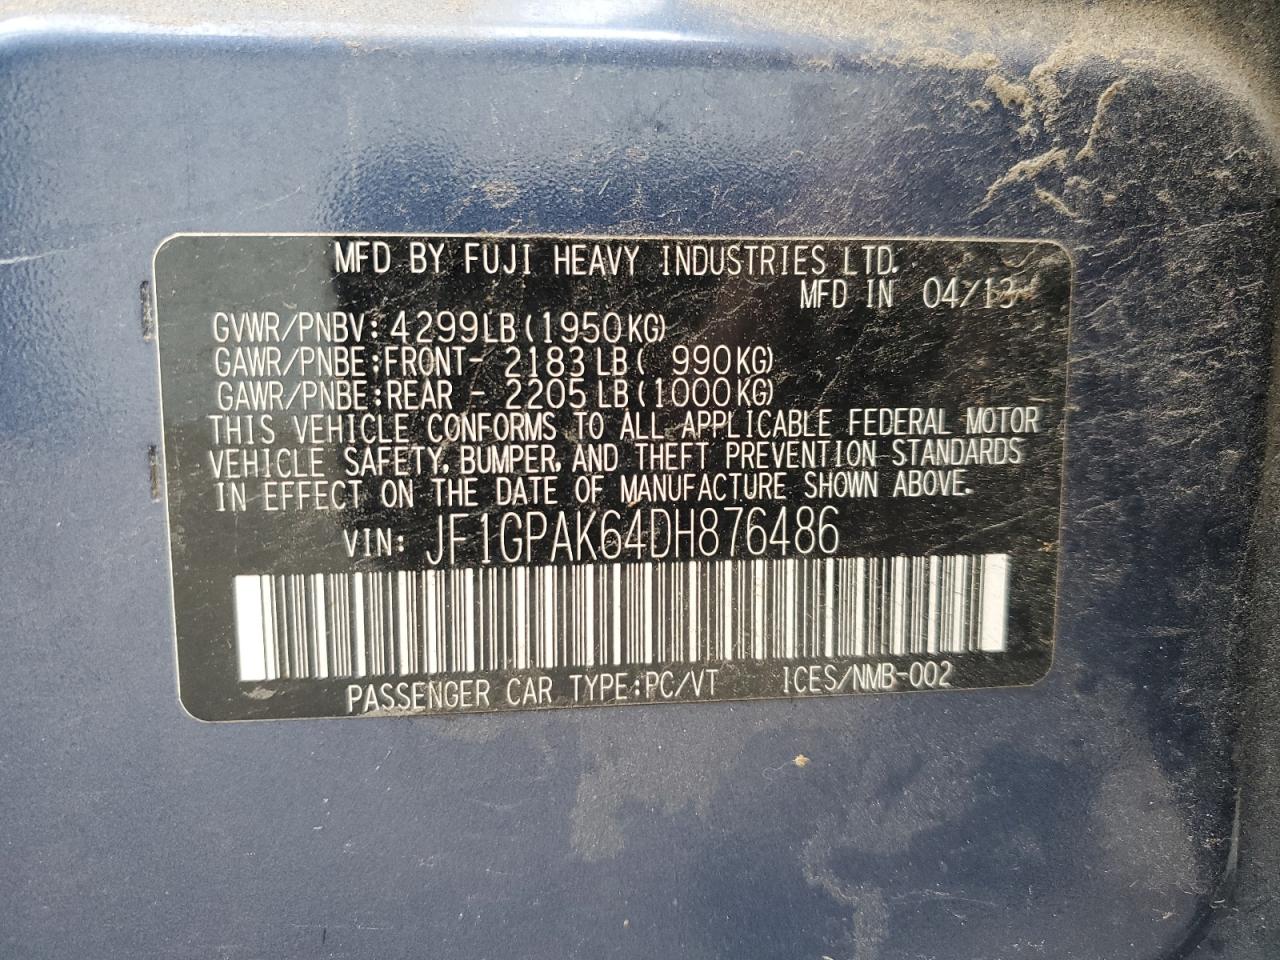 MFD BY FUJI HEAVY INDUSTRIES LTD.
MFD IN 04/13
GVWR/PNBV: 4299LB (1950KG)
GAWR/PNBE: FRONT- 2183 LB ( 990KG)
GAWR/PNBE: REAR - 2205 LB (1000KG)
THIS VEHICLE CONFORMS TO ALL APPLICABLE FEDERAL MOTOR
VEHICLE SAFETY, BUMPER, AND THEFT PREVENTION STANDARDS
IN EFFECT ON THE DATE OF MANUFACTURE SHOWN ABOVE.
VIN: JF1GPAK64DH876486
PASSENGER CAR TYPE:PC/VT ICES/NMB-002